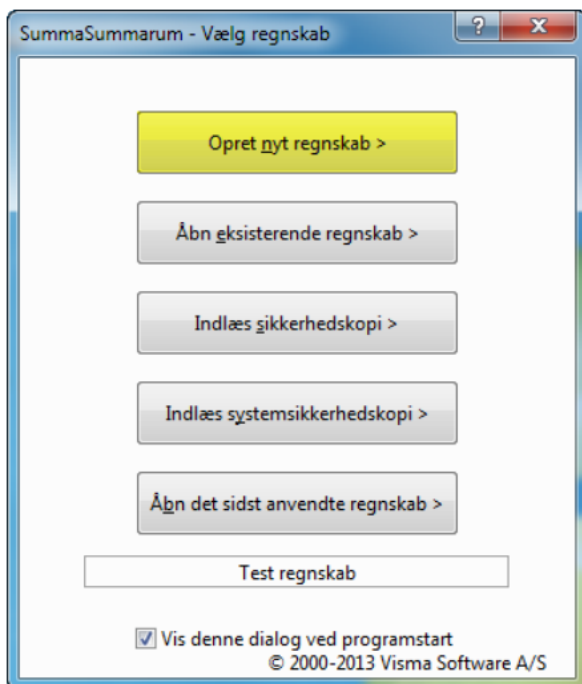 SummaSummarum - Vælg regnskab
?
X
Opret nyt regnskab >
Åbn eksisterende regnskab >
Indlæs sikkerhedskopi >
Indlæs systemsikkerhedskopi >
Åbn det sidst anvendte regnskab >
Test regnskab
Vis denne dialog ved programstart
© 2000-2013 Visma Software A/S